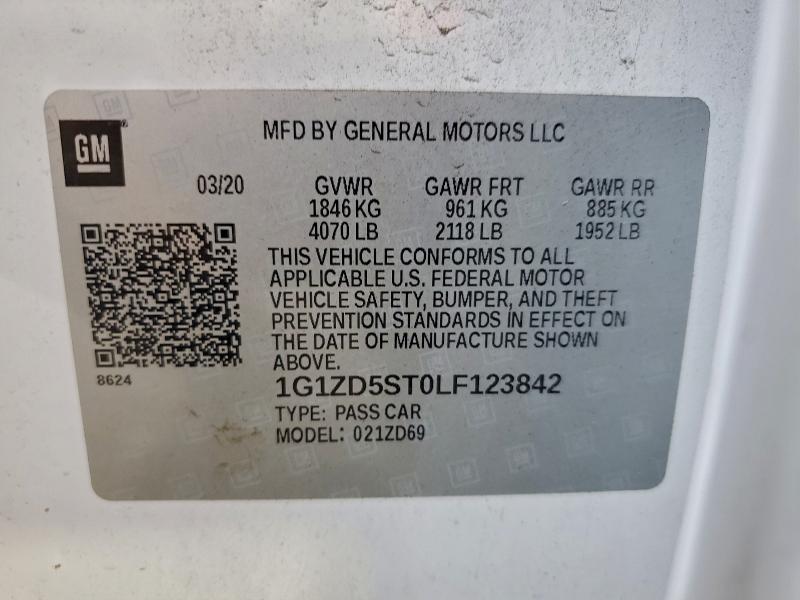 GM
MFD BY GENERAL MOTORS LLC
03/20 GVWR GAWR FRT GAWR RR
1846 KG 961 KG 885 KG
4070 LB 2118 LB 1952 LB
THIS VEHICLE CONFORMS TO ALL
APPLICABLE U.S. FEDERAL MOTOR
VEHICLE SAFETY, BUMPER, AND THEFT
PREVENTION STANDARDS IN EFFECT ON
THE DATE OF MANUFACTURE SHOWN
ABOVE.
8624
1G1ZD5ST0LF123842
TYPE: PASS CAR
MODEL: 021ZD69